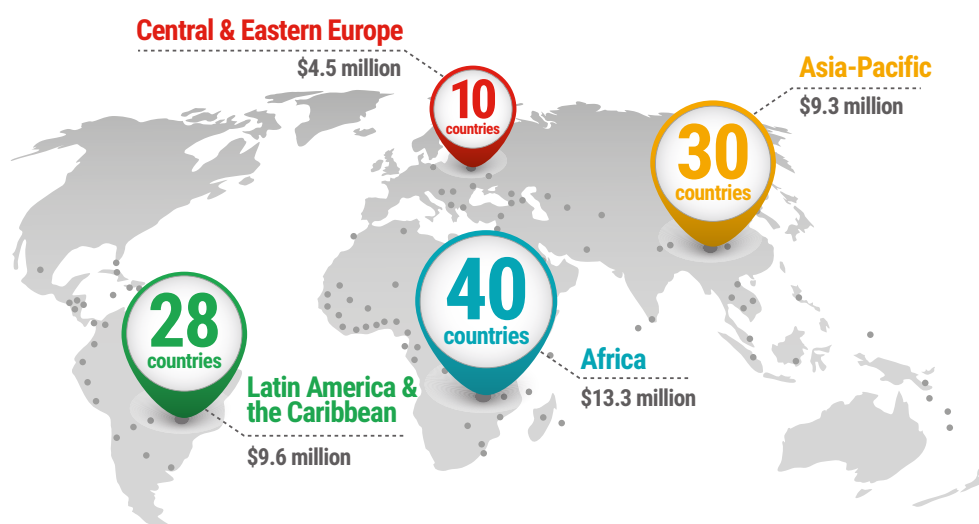 Central & Eastern Europe
$4.5 million
10
countries
Asia-Pacific
$9.3 million
30
countries
40
countries
Africa
$13.3 million
28
countries
Latin America &
the Caribbean
$9.6 million